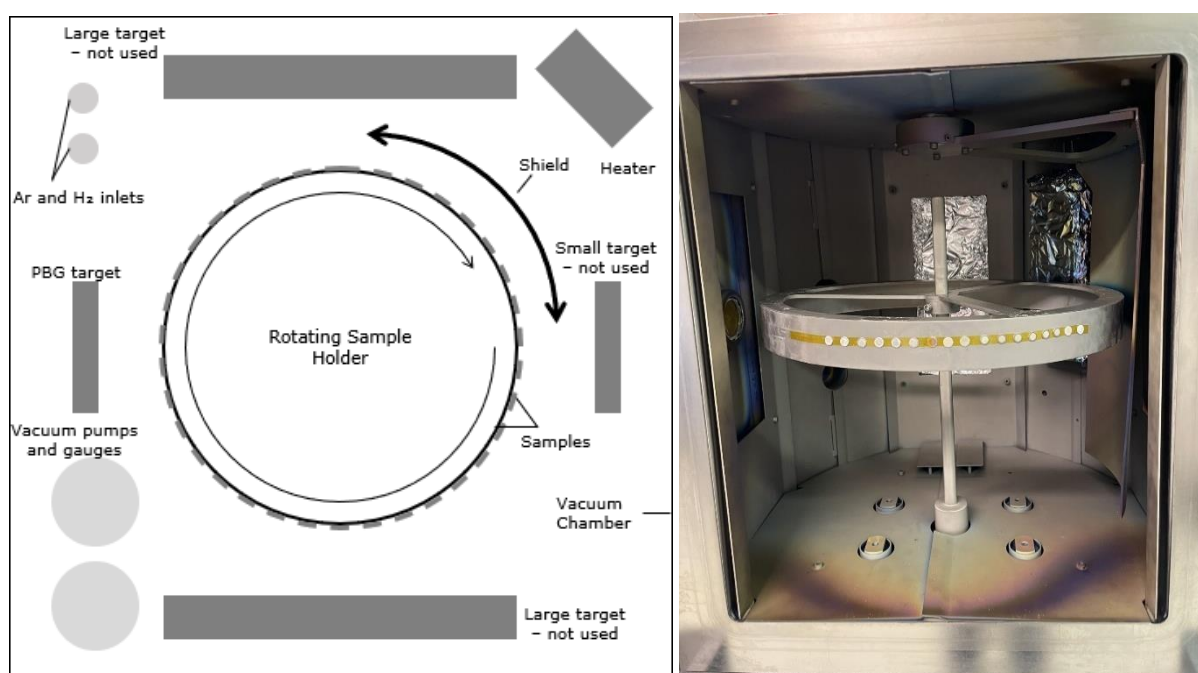 Large target
– not used
Ar and H₂ inlets
Shield
Heater
PBG target
Small target
– not used
Rotating Sample
Holder
Vacuum pumps
and gauges
Samples
Vacuum
Chamber
Large target
– not used